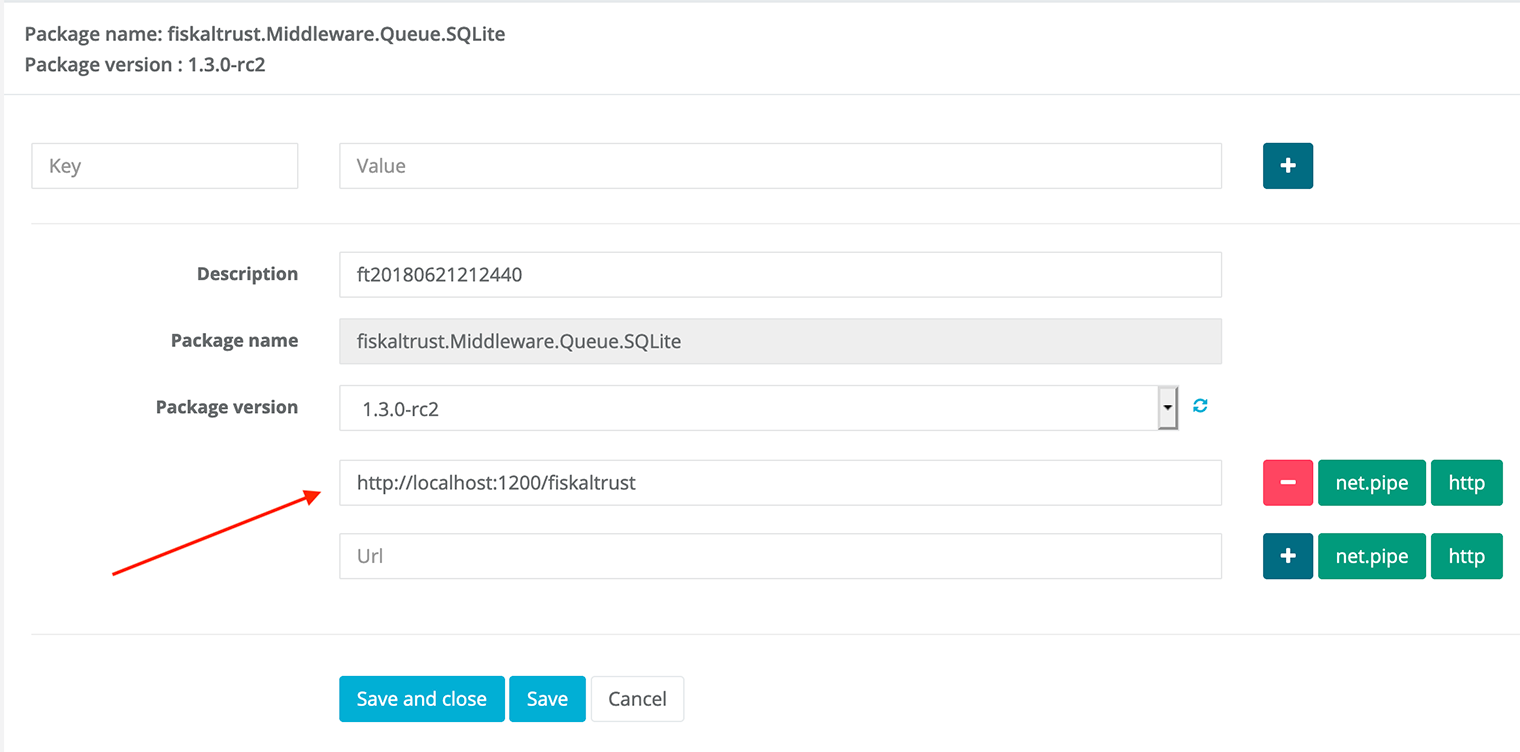 Package name: fiskaltrust.Middleware.Queue.SQLite
Package version : 1.3.0-rc2
Key Value +
Description ft20180621212440
Package name fiskaltrust.Middleware.Queue.SQLite
Package version 1.3.0-rc2
http://localhost:1200/fiskaltrust − net.pipe http
Url + net.pipe http
Save and close Save Cancel